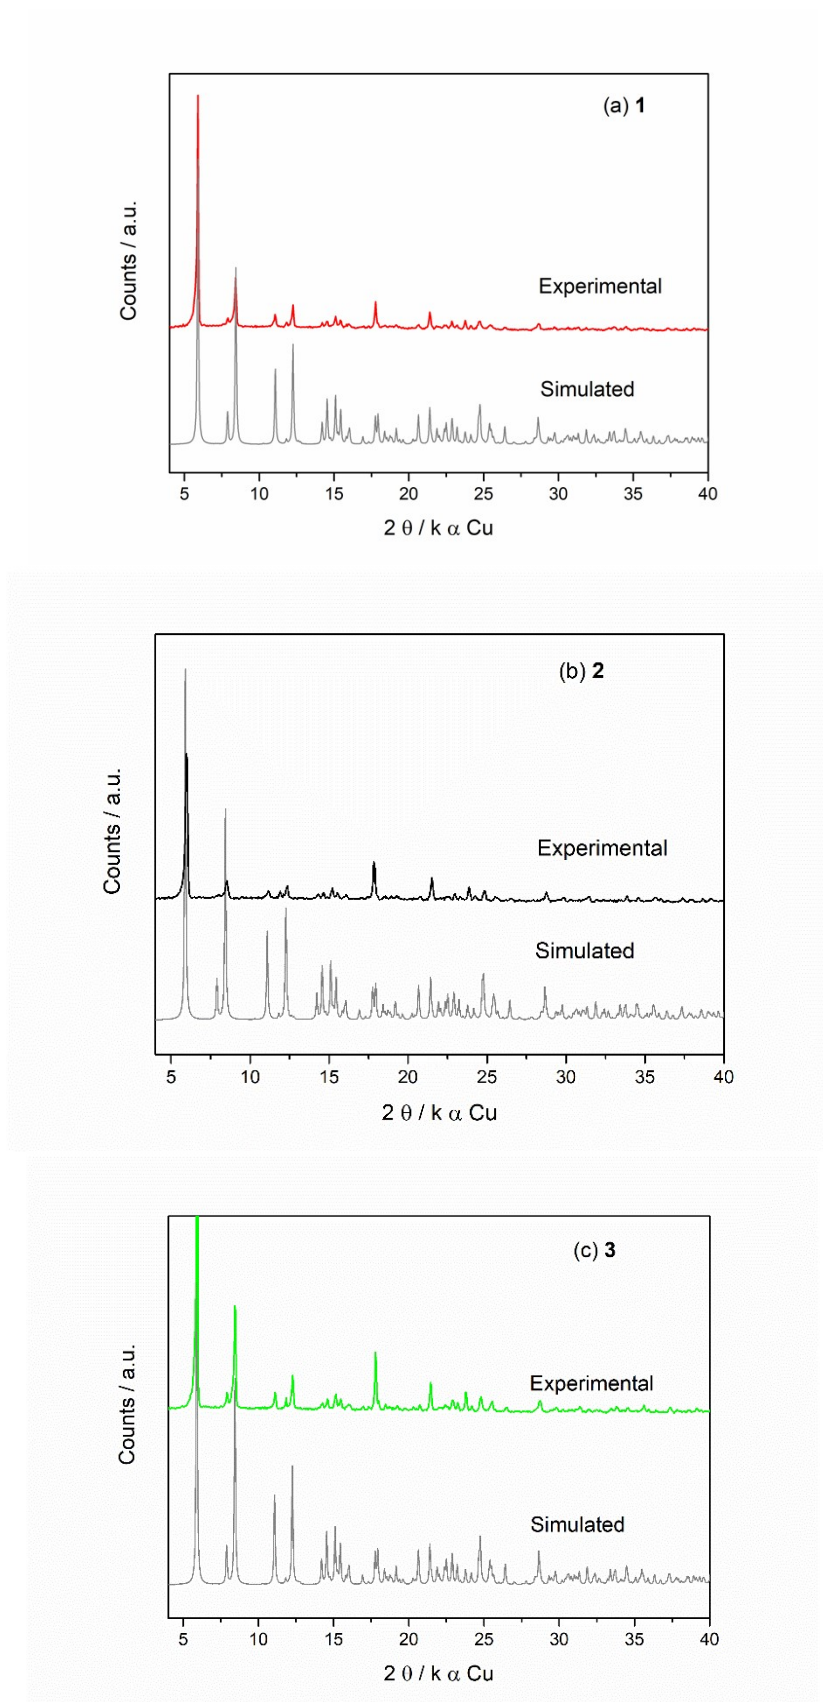 (a) 1
Counts / a.u.
Experimental
Simulated
5 10 15 20 25 30 35 40
2 θ / k α Cu
(b) 2
Counts / a.u.
Experimental
Simulated
5 10 15 20 25 30 35 40
2 θ / k α Cu
(c) 3
Counts / a.u.
Experimental
Simulated
5 10 15 20 25 30 35 40
2 θ / k α Cu